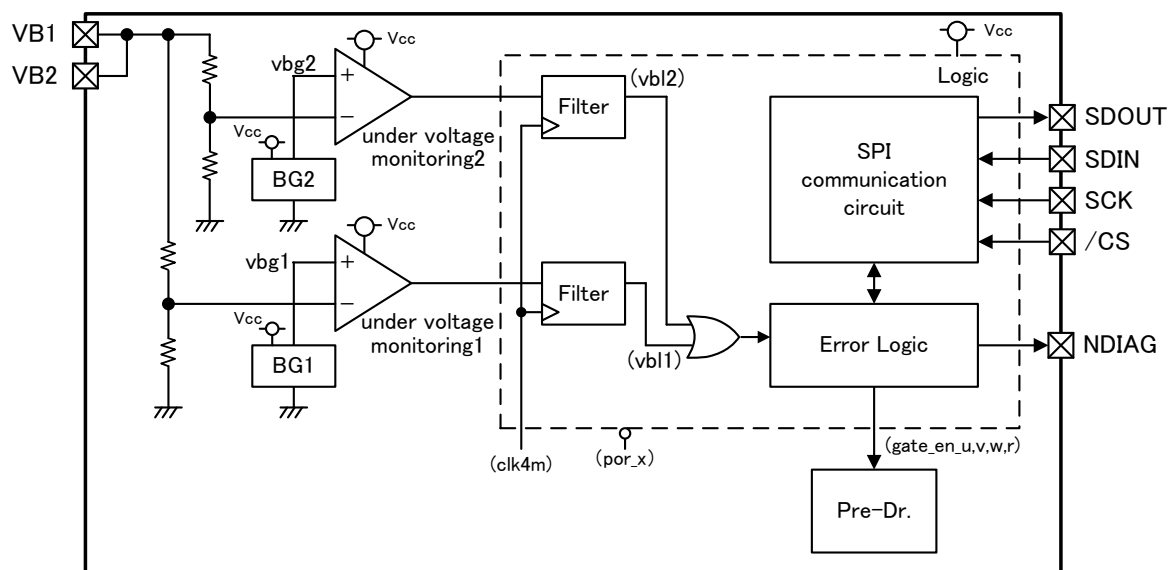 VB1
VB2
Vcc
vbg2
+
−
Vcc
BG2
under voltage
monitoring2
Filter
(vbl2)
Vcc
Logic
SPI
communication
circuit
SDOUT
SDIN
SCK
/CS
Vcc
vbg1
+
−
Vcc
BG1
under voltage
monitoring1
Filter
(vbl1)
Error Logic
NDIAG
(clk4m)
(por_x)
(gate_en_u,v,w,r)
Pre-Dr.